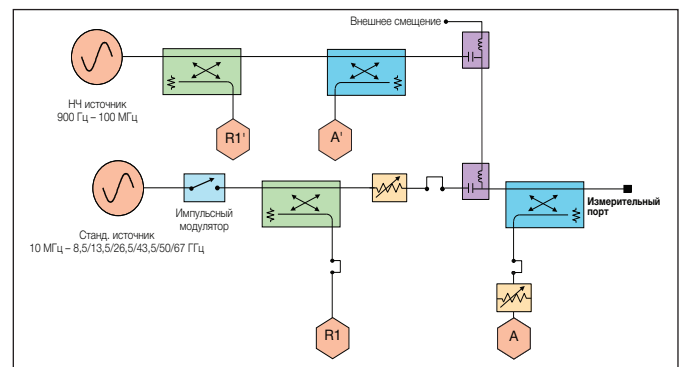 Внешнее смещение
НЧ источник
900 Гц – 100 МГц
R1'
A'
Импульсный
модулятор
Измерительный
порт
Станд. источник
10 МГц – 8,5/13,5/26,5/43,5/50/67 ГГц
R1
A